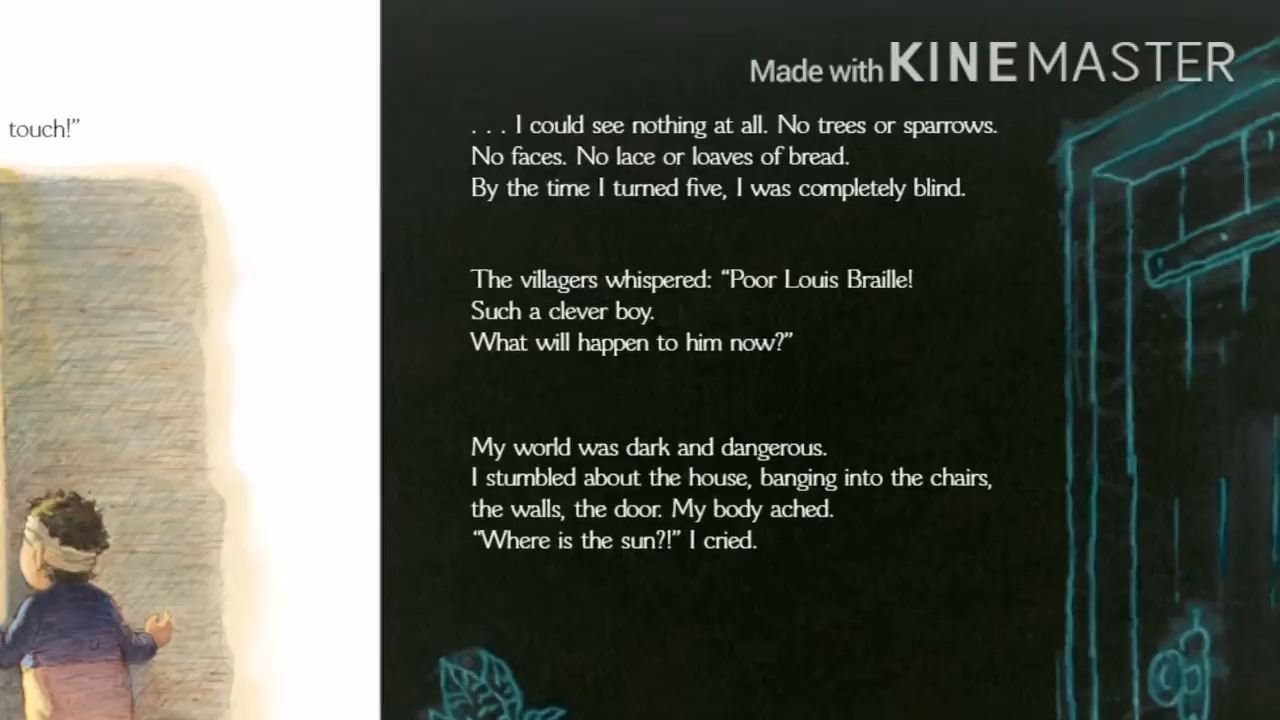 Made with KINEMASTER
touch!”
. . . I could see nothing at all. No trees or sparrows.
No faces. No lace or loaves of bread.
By the time I turned five, I was completely blind.
The villagers whispered: “Poor Louis Braille!
Such a clever boy.
What will happen to him now?”
My world was dark and dangerous.
I stumbled about the house, banging into the chairs,
the walls, the door. My body ached.
“Where is the sun?!” I cried.